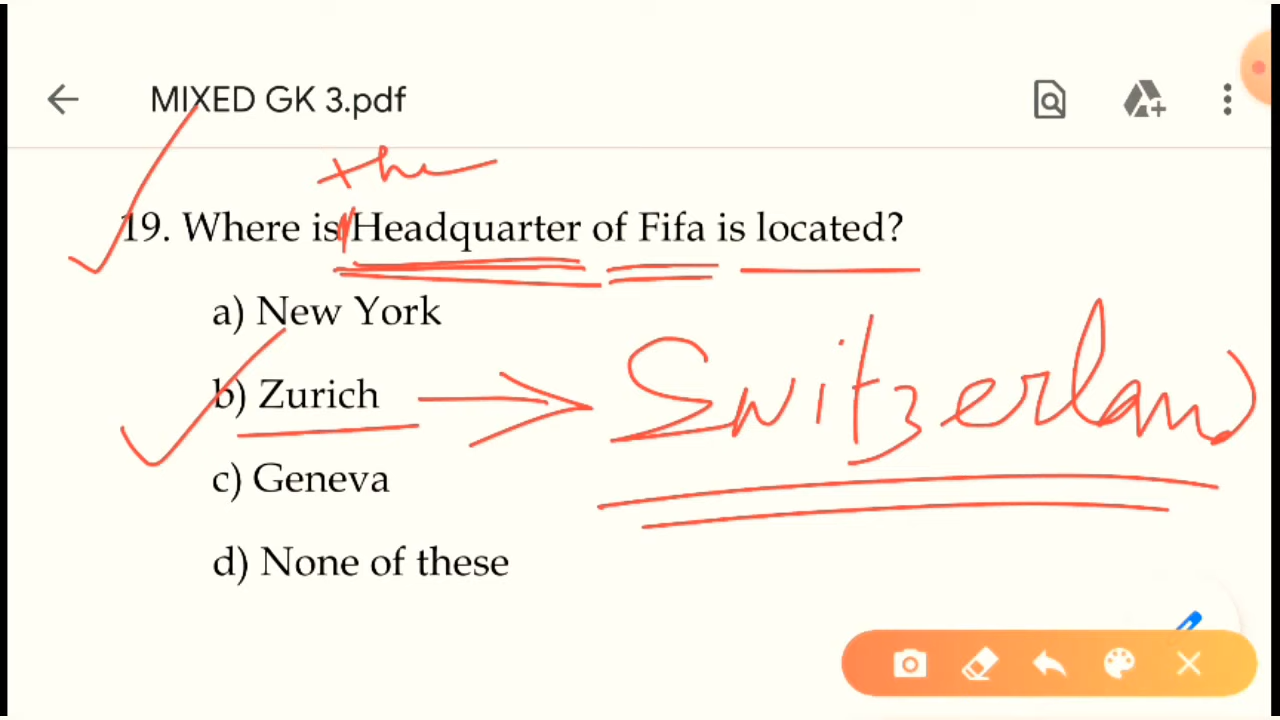 MIXED GK 3.pdf
the
19. Where is Headquarter of Fifa is located?
a) New York
b) Zurich Switzerland
c) Geneva
d) None of these